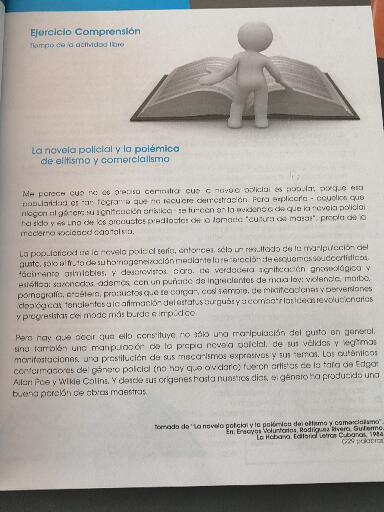 Ejercicio Comprensión
Tiempo de la actividad libre
La novela policial y la polémica
de elitismo y comercialismo
Me parece que no es preciso demostrar que la novela policial es popular, porque esa
popularidad es tan flagrante que no requiere demostración. Para explicarla - aquellos que
niegan al género su significación artística - se fundan en la evidencia de que la novela policial
ha sido y es uno de los productos predilectos de la llamada "cultura de masas", propia de la
moderna sociedad capitalista.
La popularidad de la novela policial sería, entonces, sólo un resultado de la manipulación del
gusto, sólo el fruto de su homogeneización mediante la reiteración de esquemas seudoartísticos,
fácilmente asimilables, y desprovistos, claro, de verdadera significación gnoseológica y
estética: sazonados, además, con un puñado de ingredientes de mala ley: violencia, morbo,
pornografía, etcétera, productos que se cargan, casi siempre, de mixtificaciones y perversiones
ideológicas, tendientes a la afirmación del estatus burgués y a combatir las ideas revolucionarias
y progresistas del modo más burdo e impúdico.
Pero hay que decir que ello constituye no sólo una manipulación del gusto en general,
sino también una manipulación de la propia novela policial, de sus válidas y legítimas
manifestaciones, una prostitución de sus mecanismos expresivos y sus temas. Los auténticos
conformadores del género policial (no hay que olvidarlo) fueron artistas de la talla de Edgar
Allan Poe y Wilkie Collins. Y desde sus orígenes hasta nuestros días, el género ha producido una
buena porción de obras maestras.
Tomado de "La novela policial y la polémica del elitismo y comercialismo".
En: Ensayos Voluntarios, Rodríguez Rivera, Guillermo.
La Habana, Editorial Letras Cubanas, 1984
(229 palabras)